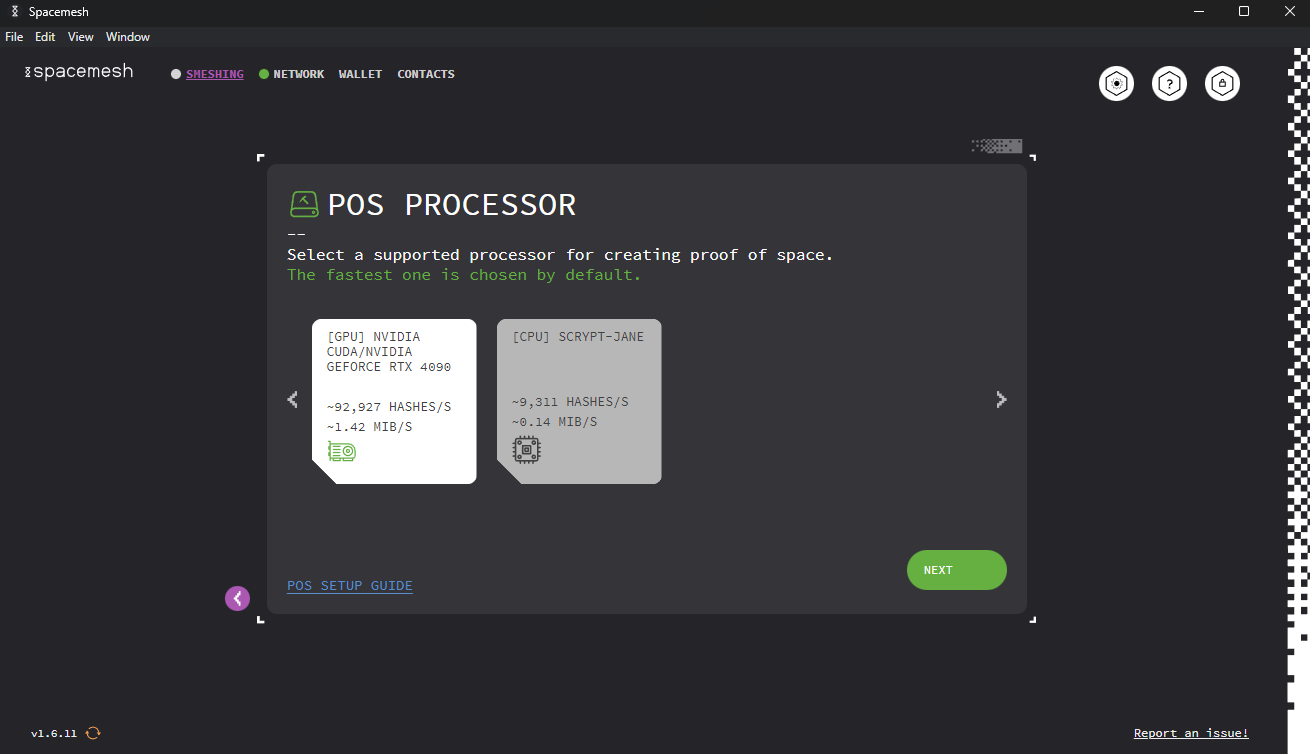 Spacemesh
File Edit View Window
spacemesh
SMESHING NETWORK WALLET CONTACTS
?
POS PROCESSOR
--
Select a supported processor for creating proof of space.
The fastest one is chosen by default.
[GPU] NVIDIA
CUDA/NVIDIA
GEFORCE RTX 4090
~92,927 HASHES/S
~1.42 MIB/S
[CPU] SCRYPT-JANE
~9,311 HASHES/S
~0.14 MIB/S
POS SETUP GUIDE
NEXT
v1.6.11
Report an issue!